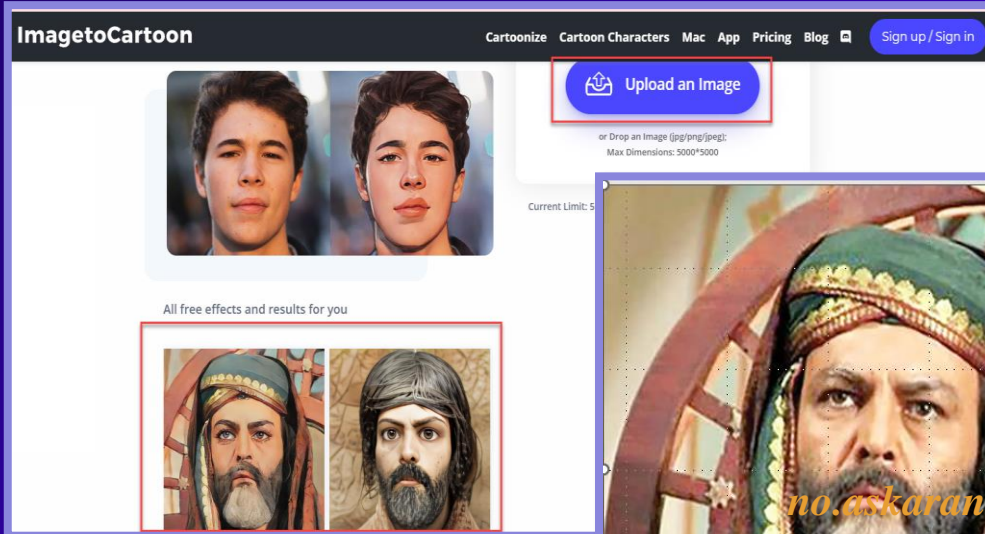 ImagetoCartoon
Cartoonize Cartoon Characters Mac App Pricing Blog Sign up / Sign in
Upload an Image
or Drop an Image (jpg/png/jpeg);
Max Dimensions: 5000*5000
Current Limit: 5
All free effects and results for you
no.askaran